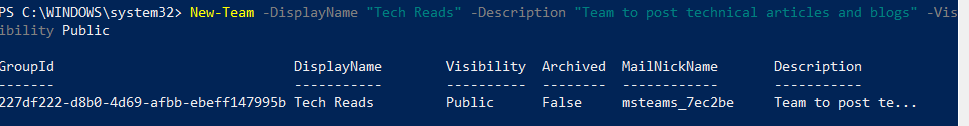 PS C:\WINDOWS\system32> New-Team -DisplayName "Tech Reads" -Description "Team to post technical articles and blogs" -Vis
ibility Public
GroupId DisplayName Visibility Archived MailNickName Description
------- ----------- ---------- -------- ------------ -----------
227df222-d8b0-4d69-afbb-ebeff147995b Tech Reads Public False msteams_7ec2be Team to post te...